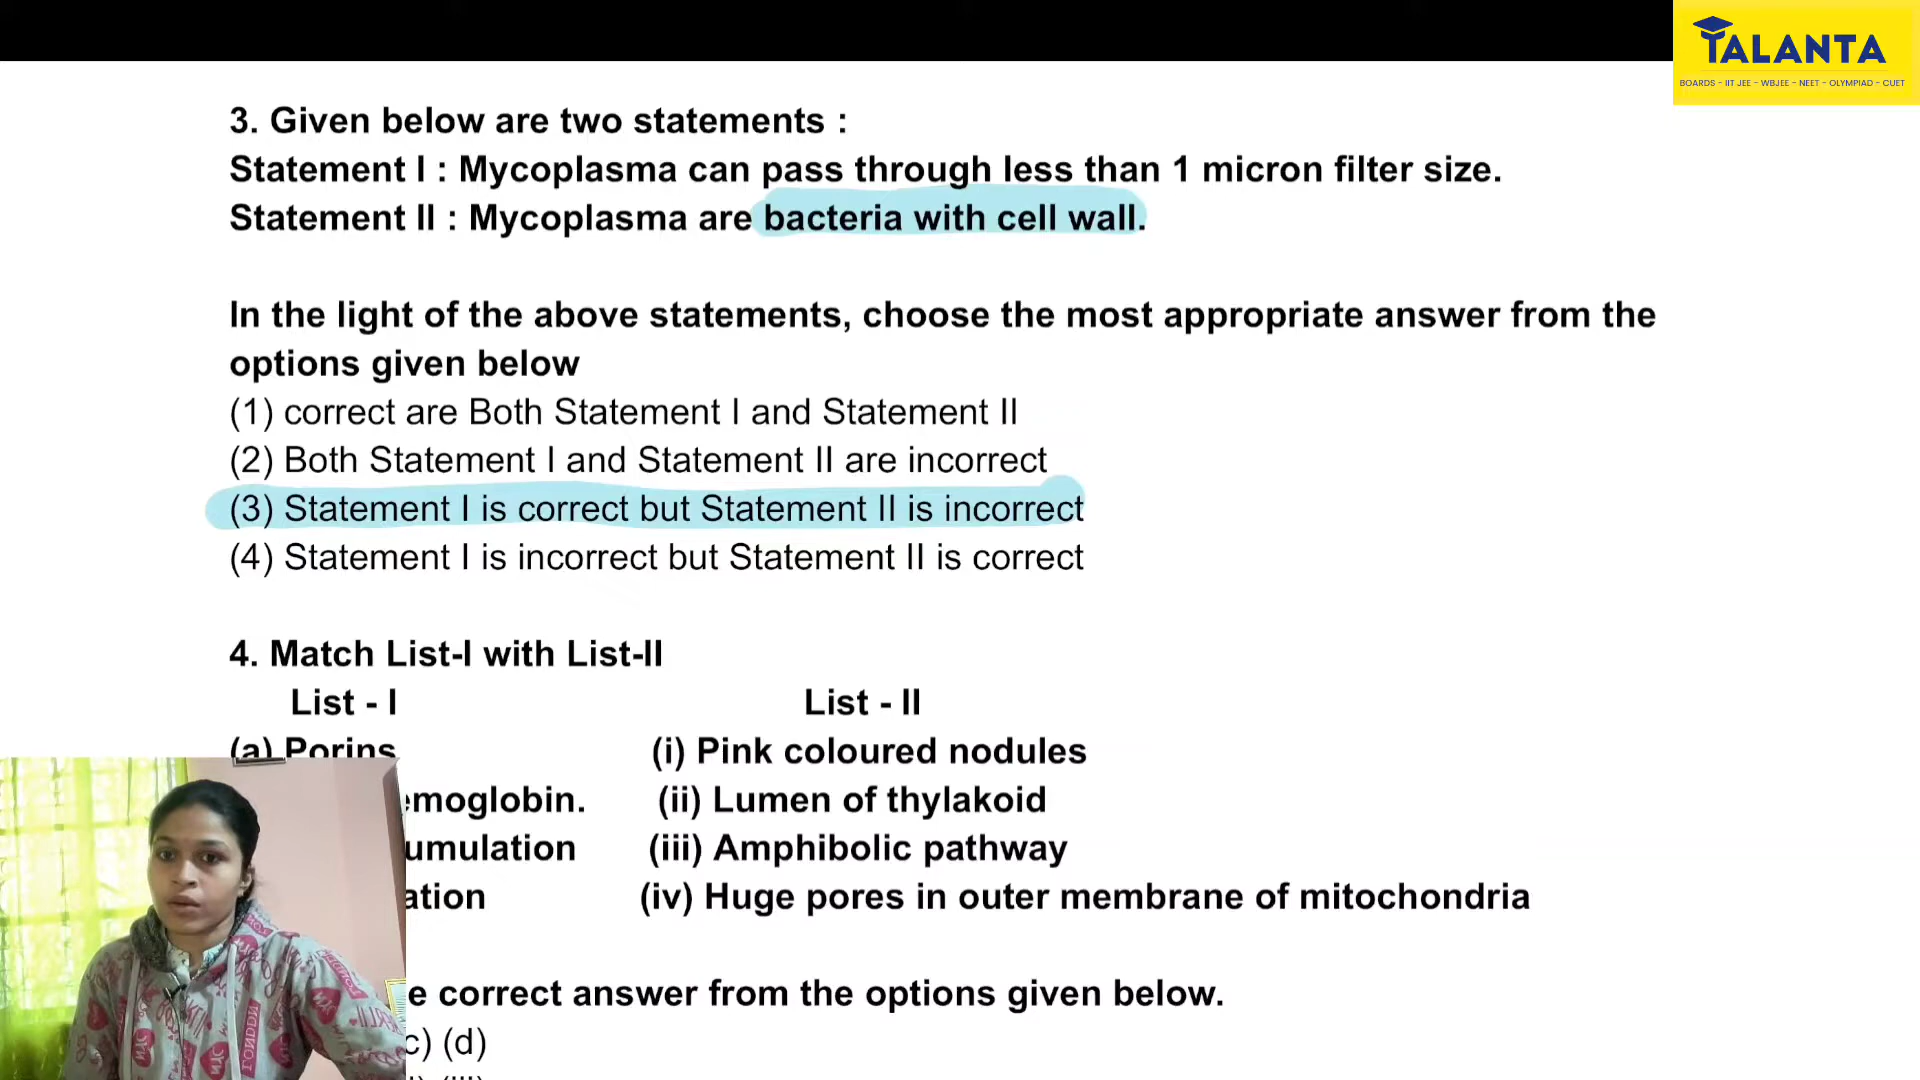 TALANTA
BOARDS - IIT JEE - WBJEE - NEET - OLYMPIAD - CUET
3. Given below are two statements :
Statement I : Mycoplasma can pass through less than 1 micron filter size.
Statement II : Mycoplasma are bacteria with cell wall.
In the light of the above statements, choose the most appropriate answer from the
options given below
(1) correct are Both Statement I and Statement II
(2) Both Statement I and Statement II are incorrect
(3) Statement I is correct but Statement II is incorrect
(4) Statement I is incorrect but Statement II is correct
4. Match List-I with List-II
List - I List - II
(a) Porins (i) Pink coloured nodules
emoglobin. (ii) Lumen of thylakoid
umulation (iii) Amphibolic pathway
ation (iv) Huge pores in outer membrane of mitochondria
e correct answer from the options given below.
c) (d)